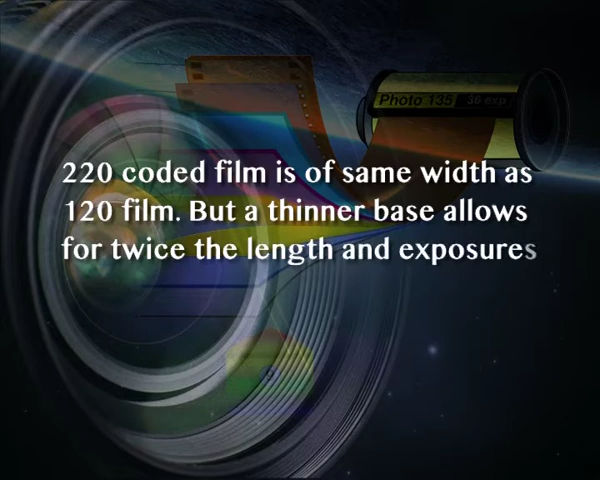 Photo 135 36 exp
220 coded film is of same width as
120 film. But a thinner base allows
for twice the length and exposures